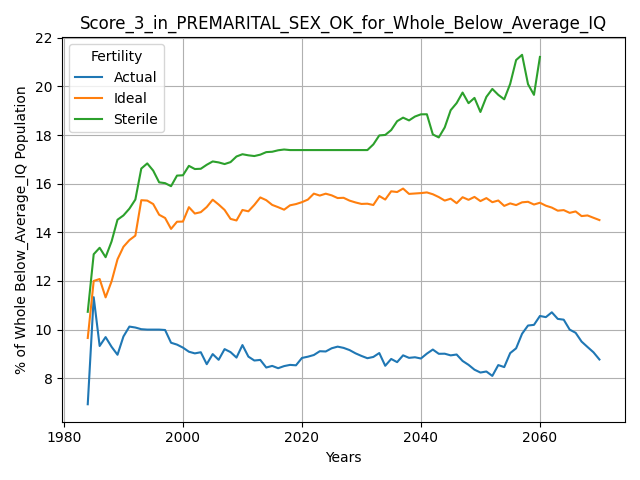 Score_3_in_PREMARITAL_SEX_OK_for_Whole_Below_Average_IQ
% of Whole Below_Average_IQ Population
22
20
18
16
14
12
10
8
Fertility
Actual
Ideal
Sterile
1980 2000 2020 2040 2060
Years